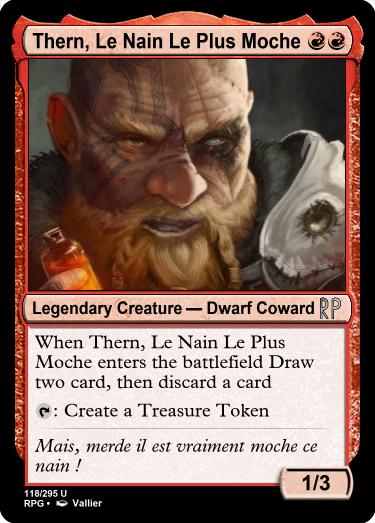 Thern, Le Nain Le Plus Moche
Legendary Creature — Dwarf Coward RP
When Thern, Le Nain Le Plus
Moche enters the battlefield Draw
two card, then discard a card
: Create a Treasure Token
Mais, merde il est vraiment moche ce
nain !
1/3
118/295 U
RPG • Vallier